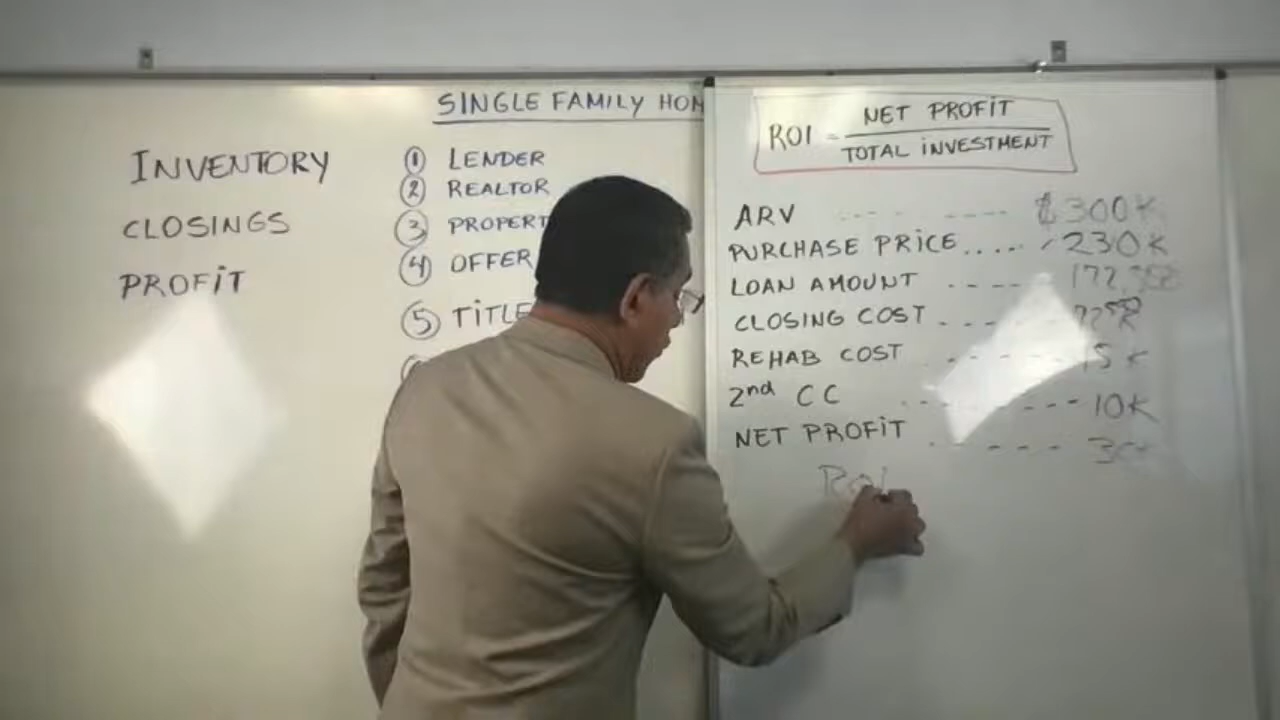 INVENTORY
CLOSINGS
PROFIT
SINGLE FAMILY HOM
① LENDER
② REALTOR
③ PROPERT
④ OFFER
⑤ TITLE
ROI = NET PROFIT
TOTAL INVESTMENT
ARV $300K
PURCHASE PRICE.... 230K
LOAN AMOUNT
CLOSING COST
REHAB COST
2nd CC 10K
NET PROFIT
ROI